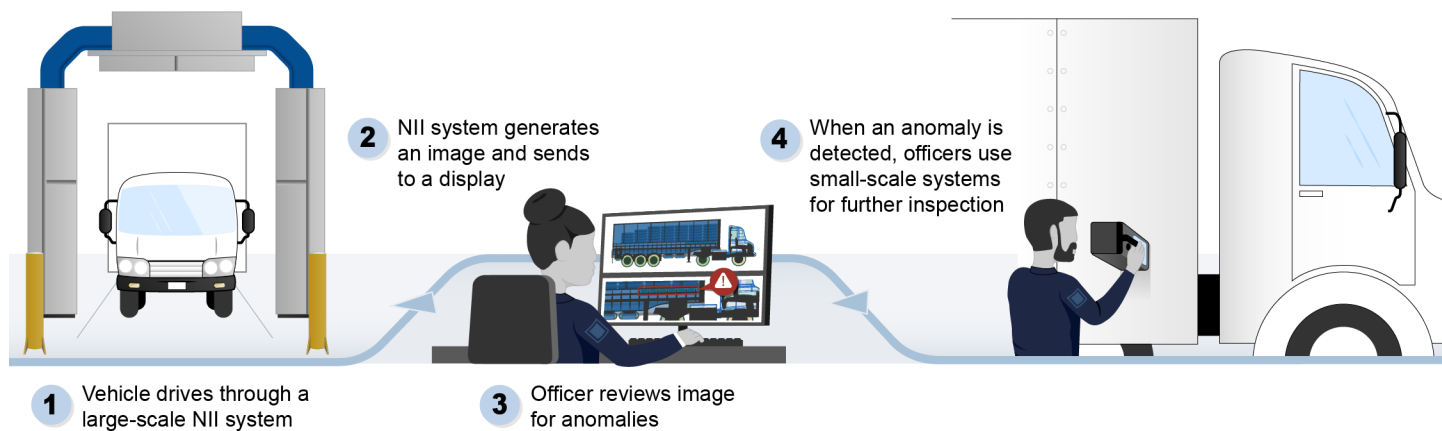 1
Vehicle drives through a
large-scale NII system
2
NII system generates
an image and sends
to a display
3
Officer reviews image
for anomalies
4
When an anomaly is
detected, officers use
small-scale systems
for further inspection
!